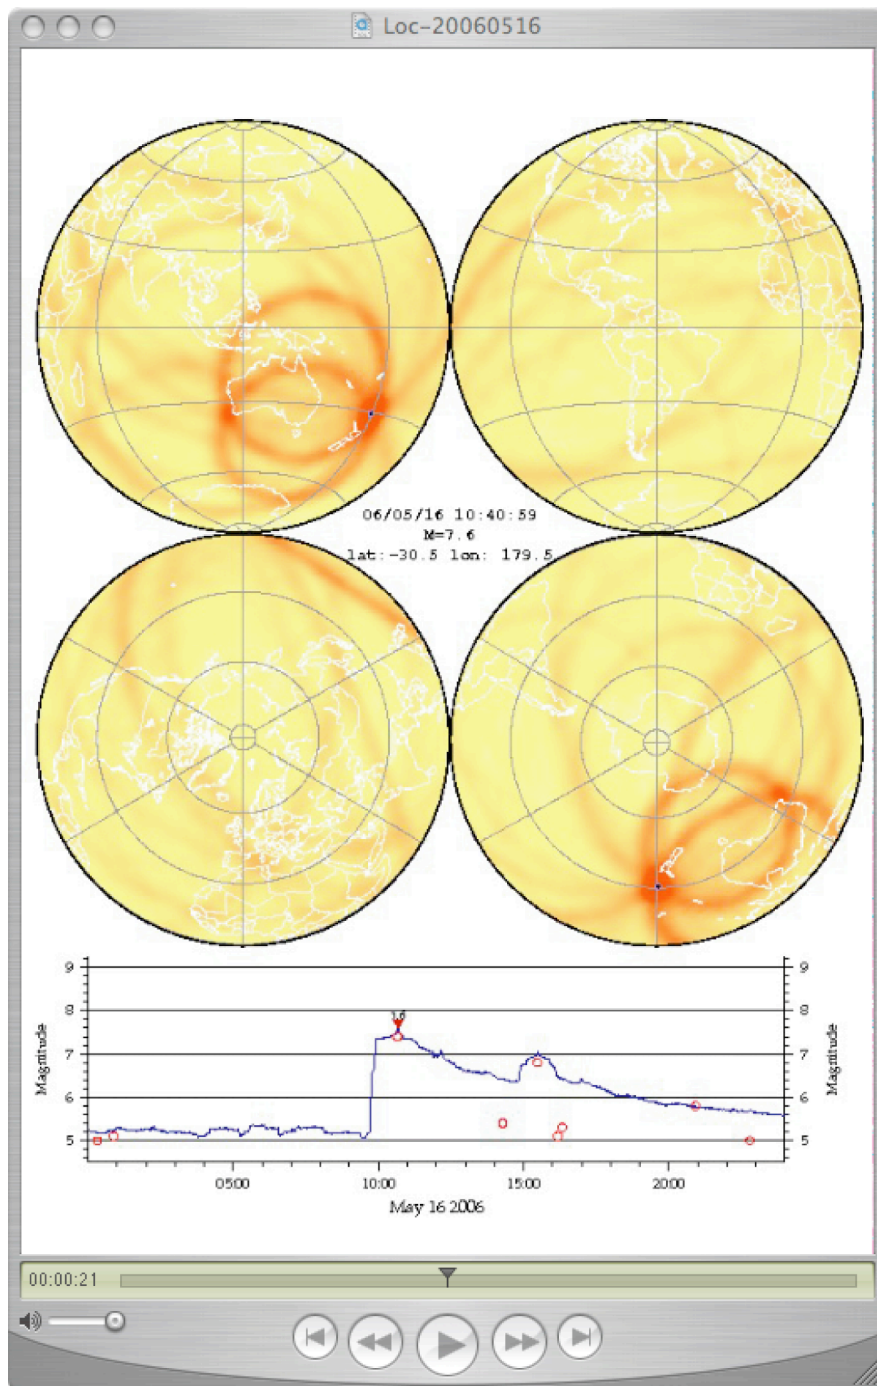 Loc-20060516
06/05/16 10:40:59
M=7.6
lat:-30.5 lon: 179.5
9 9
8 8
7 7
6 6
5 5
Magnitude
Magnitude
05:00 10:00 15:00 20:00
May 16 2006
00:00:21